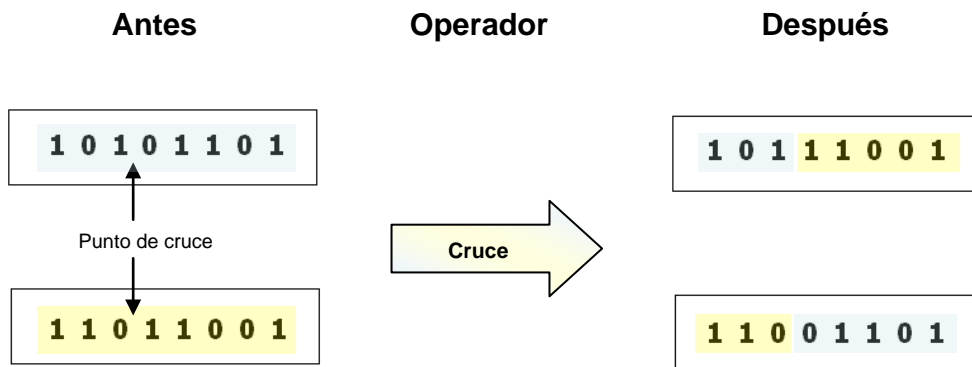 Antes Operador Después
1 0 1 0 1 1 0 1
1 0 1 1 1 0 0 1
Punto de cruce
Cruce
1 1 0 1 1 0 0 1
1 1 0 0 1 1 0 1